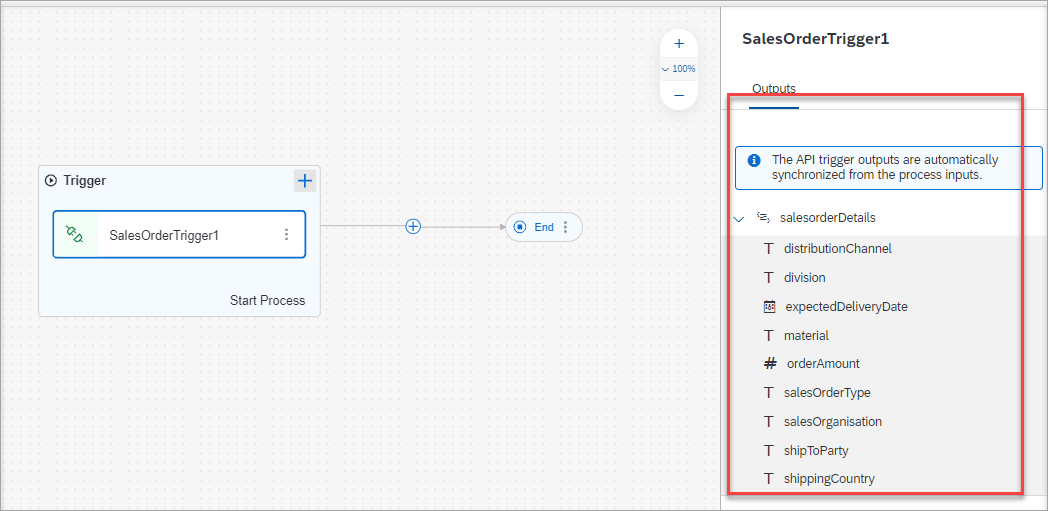 SalesOrderTrigger1
100%
Outputs
The API trigger outputs are automatically
synchronized from the process inputs.
Trigger
SalesOrderTrigger1
End
Start Process
salesorderDetails
distributionChannel
division
expectedDeliveryDate
material
orderAmount
salesOrderType
salesOrganisation
shipToParty
shippingCountry